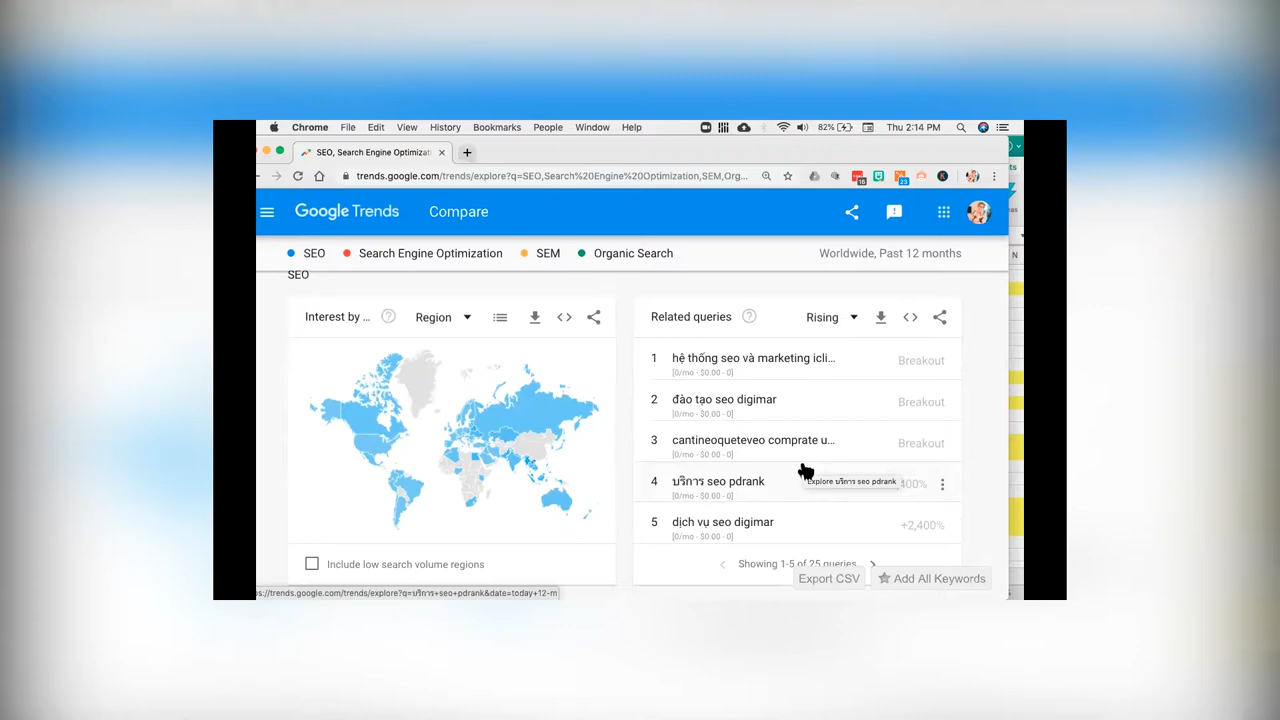 Chrome File Edit View History Bookmarks People Window Help 82% Thu 2:14 PM
SEO, Search Engine Optimizati
trends.google.com/trends/explore?q=SEO,Search%20Engine%20Optimization,SEM,Org...
16
23
Google Trends Compare
SEO Search Engine Optimization SEM Organic Search Worldwide, Past 12 months
N
SEO
Interest by ... Region
Related queries Rising
1 hệ thống seo và marketing icli... Breakout
[0/mo - $0.00 - 0]
2 đào tạo seo digimar Breakout
[0/mo - $0.00 - 0]
3 cantineoqueteveo comprate u... Breakout
[0/mo - $0.00 - 0]
4 บริการ seo pdrank Explore บริการ seo pdrank 400%
[0/mo - $0.00 - 0]
5 dịch vụ seo digimar +2,400%
[0/mo - $0.00 - 0]
Include low search volume regions
Showing 1-5 of 25 queries
Export CSV Add All Keywords
s://trends.google.com/trends/explore?q=บริการ+seo+pdrank&date=today+12-m